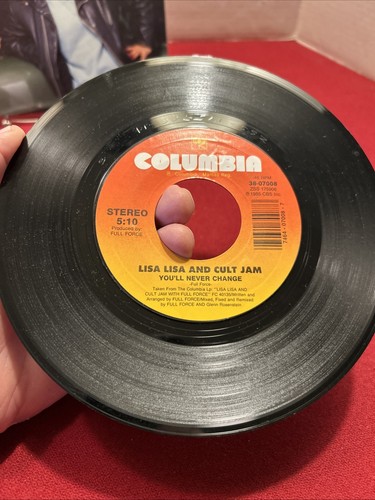 COLUMBIA
45 RPM
38-07008
STEREO
5:10
Produced by
FULL FORCE
LISA LISA AND CULT JAM
YOU'LL NEVER CHANGE
-Full Force-
Taken From The Columbia Lp "LISA LISA AND
CULT JAM WITH FULL FORCE" FC 40135/Written and
Arranged by FULL FORCE/Mixed, Fixed and Remixed
by FULL FORCE AND Glenn Rosenstein